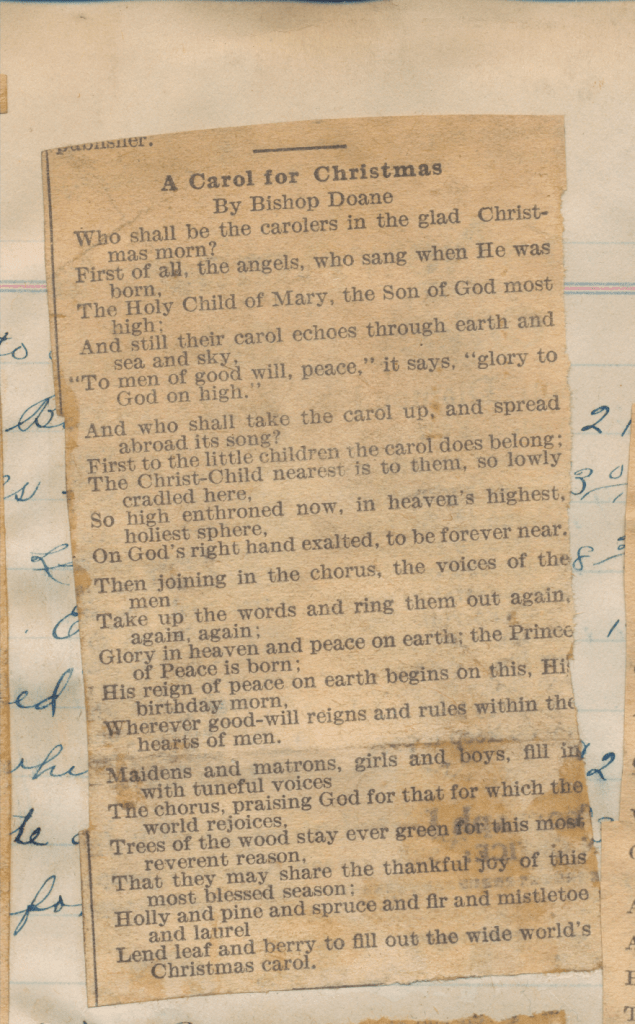 publisher.
A Carol for Christmas
By Bishop Doane
Who shall be the carolers in the glad Christ-
mas morn?
First of all, the angels, who sang when He was
born,
The Holy Child of Mary, the Son of God most
high;
And still their carol echoes through earth and
sea and sky,
"To men of good will, peace," it says, "glory to
God on high."
And who shall take the carol up, and spread
abroad its song?
First to the little children the carol does belong;
The Christ-Child nearest is to them, so lowly
cradled here,
So high enthroned now, in heaven's highest,
holiest sphere,
On God's right hand exalted, to be forever near.
Then joining in the chorus, the voices of the
men
Take up the words and ring them out again,
again, again;
Glory in heaven and peace on earth; the Prince
of Peace is born;
His reign of peace on earth begins on this, Hi
birthday morn,
Wherever good-will reigns and rules within the
hearts of men.
Maidens and matrons, girls and boys, fill in
with tuneful voices
The chorus, praising God for that for which the
world rejoices,
Trees of the wood stay ever green for this most
reverent reason,
That they may share the thankful joy of this
most blessed season;
Holly and pine and spruce and fir and mistletoe
and laurel
Lend leaf and berry to fill out the wide world's
Christmas carol.
to
21
ed
fo